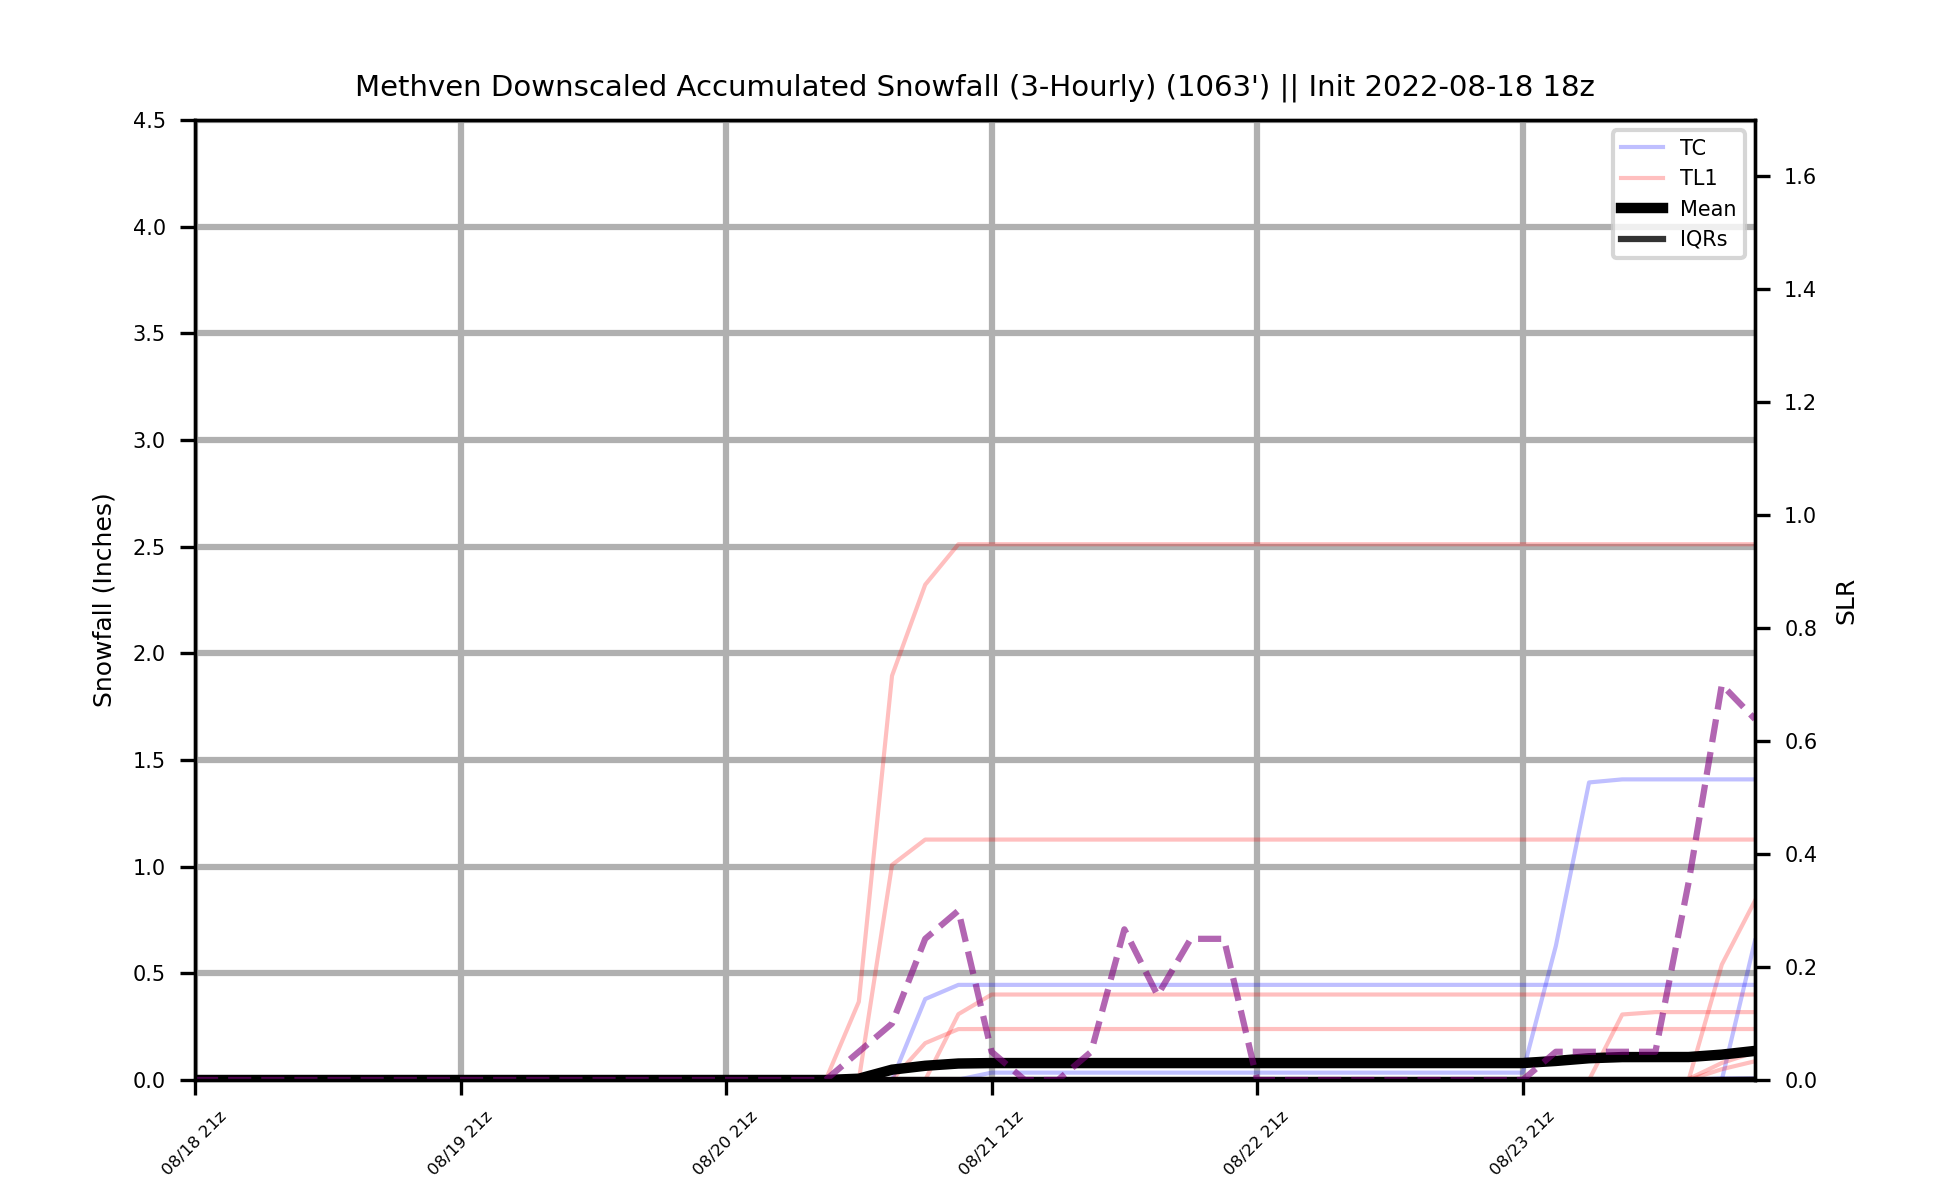 Methven Downscaled Accumulated Snowfall (3-Hourly) (1063') || Init 2022-08-18 18z
TC
TL1
Mean
IQRs
Snowfall (Inches)
4.5
4.0
3.5
3.0
2.5
2.0
1.5
1.0
0.5
0.0
1.6
1.4
1.2
1.0
0.8
0.6
0.4
0.2
0.0
SLR
08/18 21z
08/19 21z
08/20 21z
08/21 21z
08/22 21z
08/23 21z